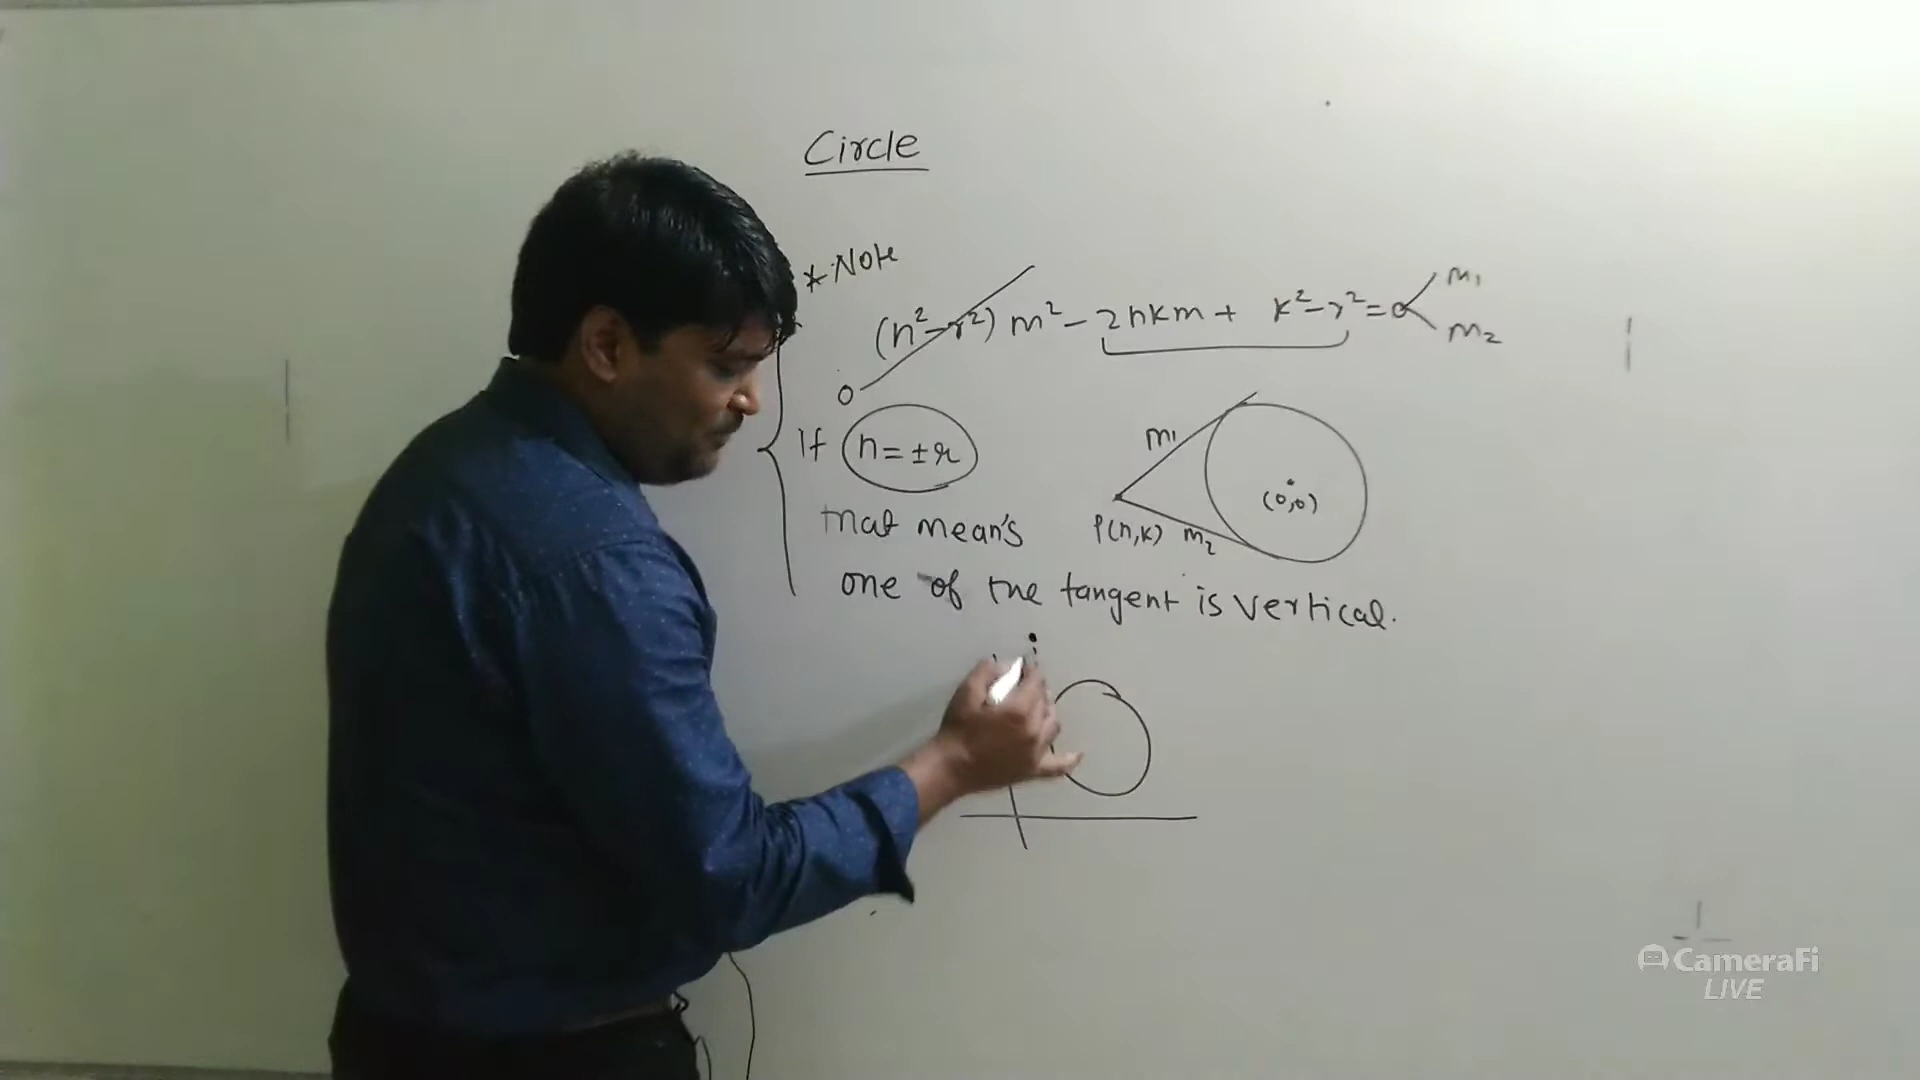 Circle
* Note
(h²-r²) m² - 2hkm + k²-r² = 0
m₁
m₂
0
If h = ±r
m₁
(0,0)
that mean's
P(h,k) m₂
one of the tangent is vertical.
CameraFi
LIVE